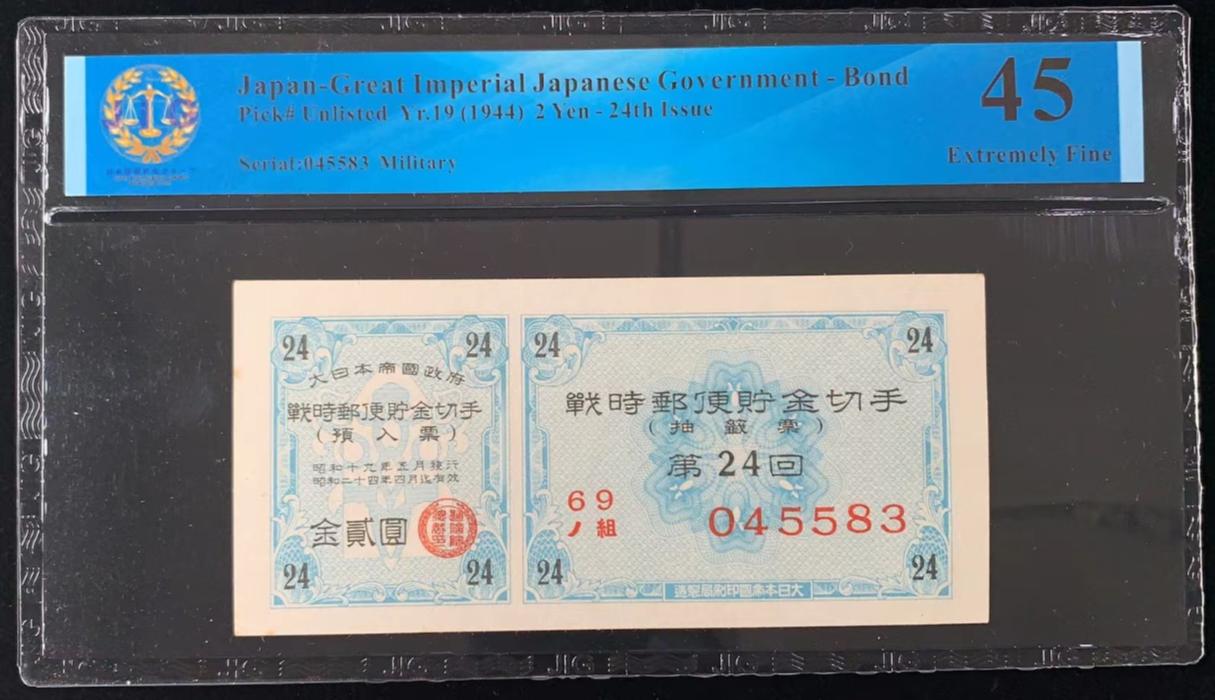 Japan-Great Imperial Japanese Government - Bond
Pick# Unlisted Yr.19 (1944) 2 Yen - 24th Issue
Serial:045583 Military
45
Extremely Fine
24
24
大日本帝國政府
戰時郵便貯金切手
(預入票)
昭和十九年五月發行
昭和二十四年四月迄有效
金貳圓
24
24
24
24
戰時郵便貯金切手
(抽籤票)
第24回
69
ノ組
045583
24
24
大日本帝國印刷局製造